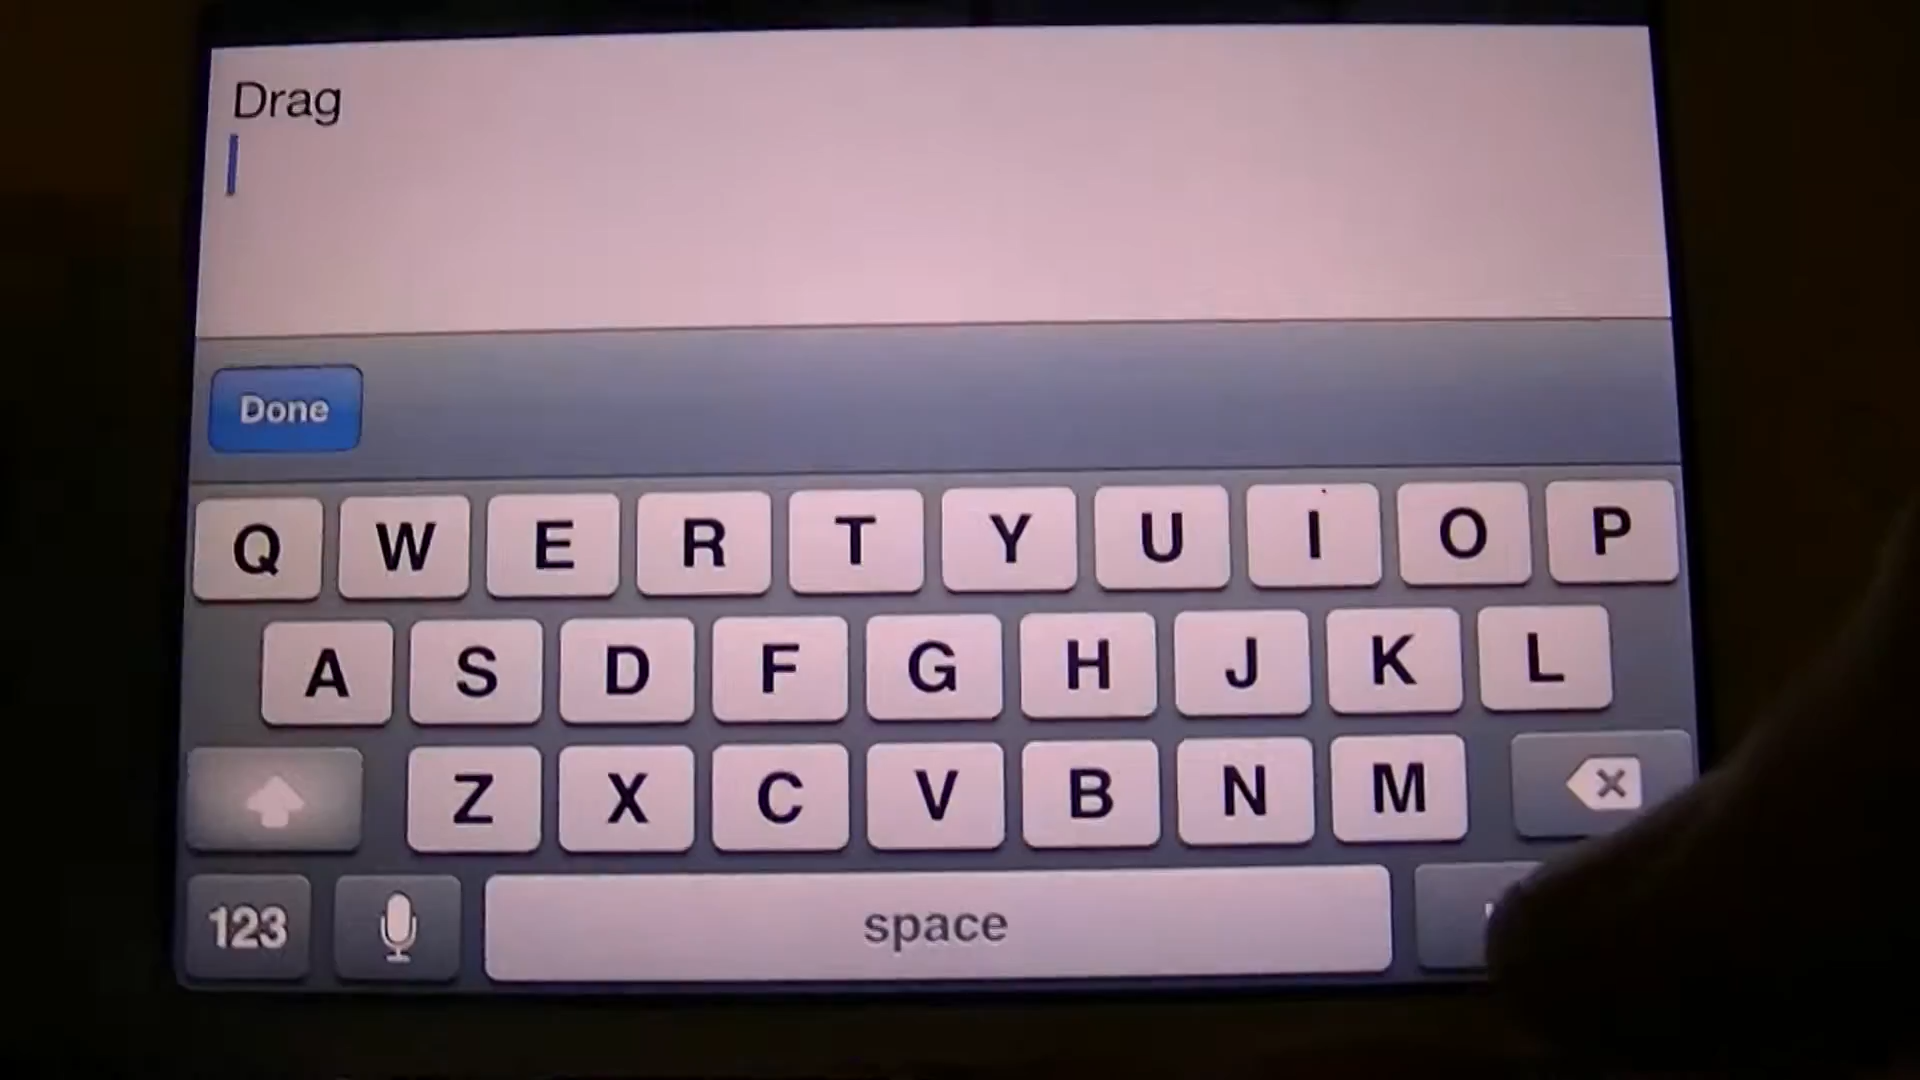 Drag
Done
Q W E R T Y U I O P
A S D F G H J K L
Z X C V B N M
123 space